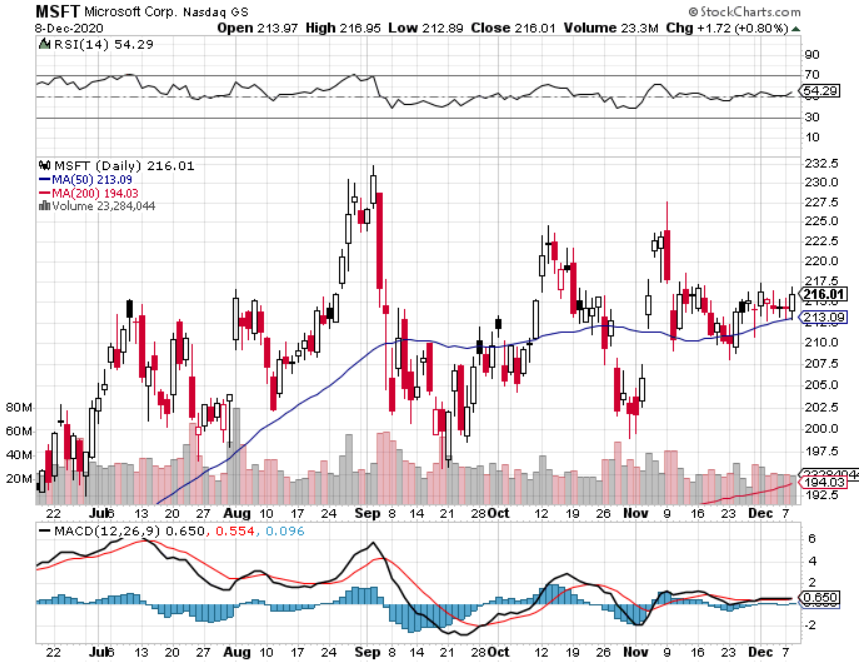 MSFT Microsoft Corp. Nasdaq GS © StockCharts.com
8-Dec-2020 Open 213.97 High 216.95 Low 212.89 Close 216.01 Volume 23.3M Chg +1.72 (+0.80%)
RSI(14) 54.29
90
70
54.29
30
10
MSFT (Daily) 216.01
MA(50) 213.09
MA(200) 194.03
Volume 23,284,044
232.5
230.0
227.5
225.0
222.5
220.0
217.5
216.01
213.09
210.0
207.5
205.0
202.5
200.0
197.5
194.03
192.5
80M
60M
40M
20M
22 Jul 6 13 20 27 Aug 10 17 24 Sep 8 14 21 28 Oct 12 19 26 Nov 9 16 23 Dec 7
MACD(12,26,9) 0.650, 0.554, 0.096
6
4
2
0.650
-2
22 Jul 6 13 20 27 Aug 10 17 24 Sep 8 14 21 28 Oct 12 19 26 Nov 9 16 23 Dec 7